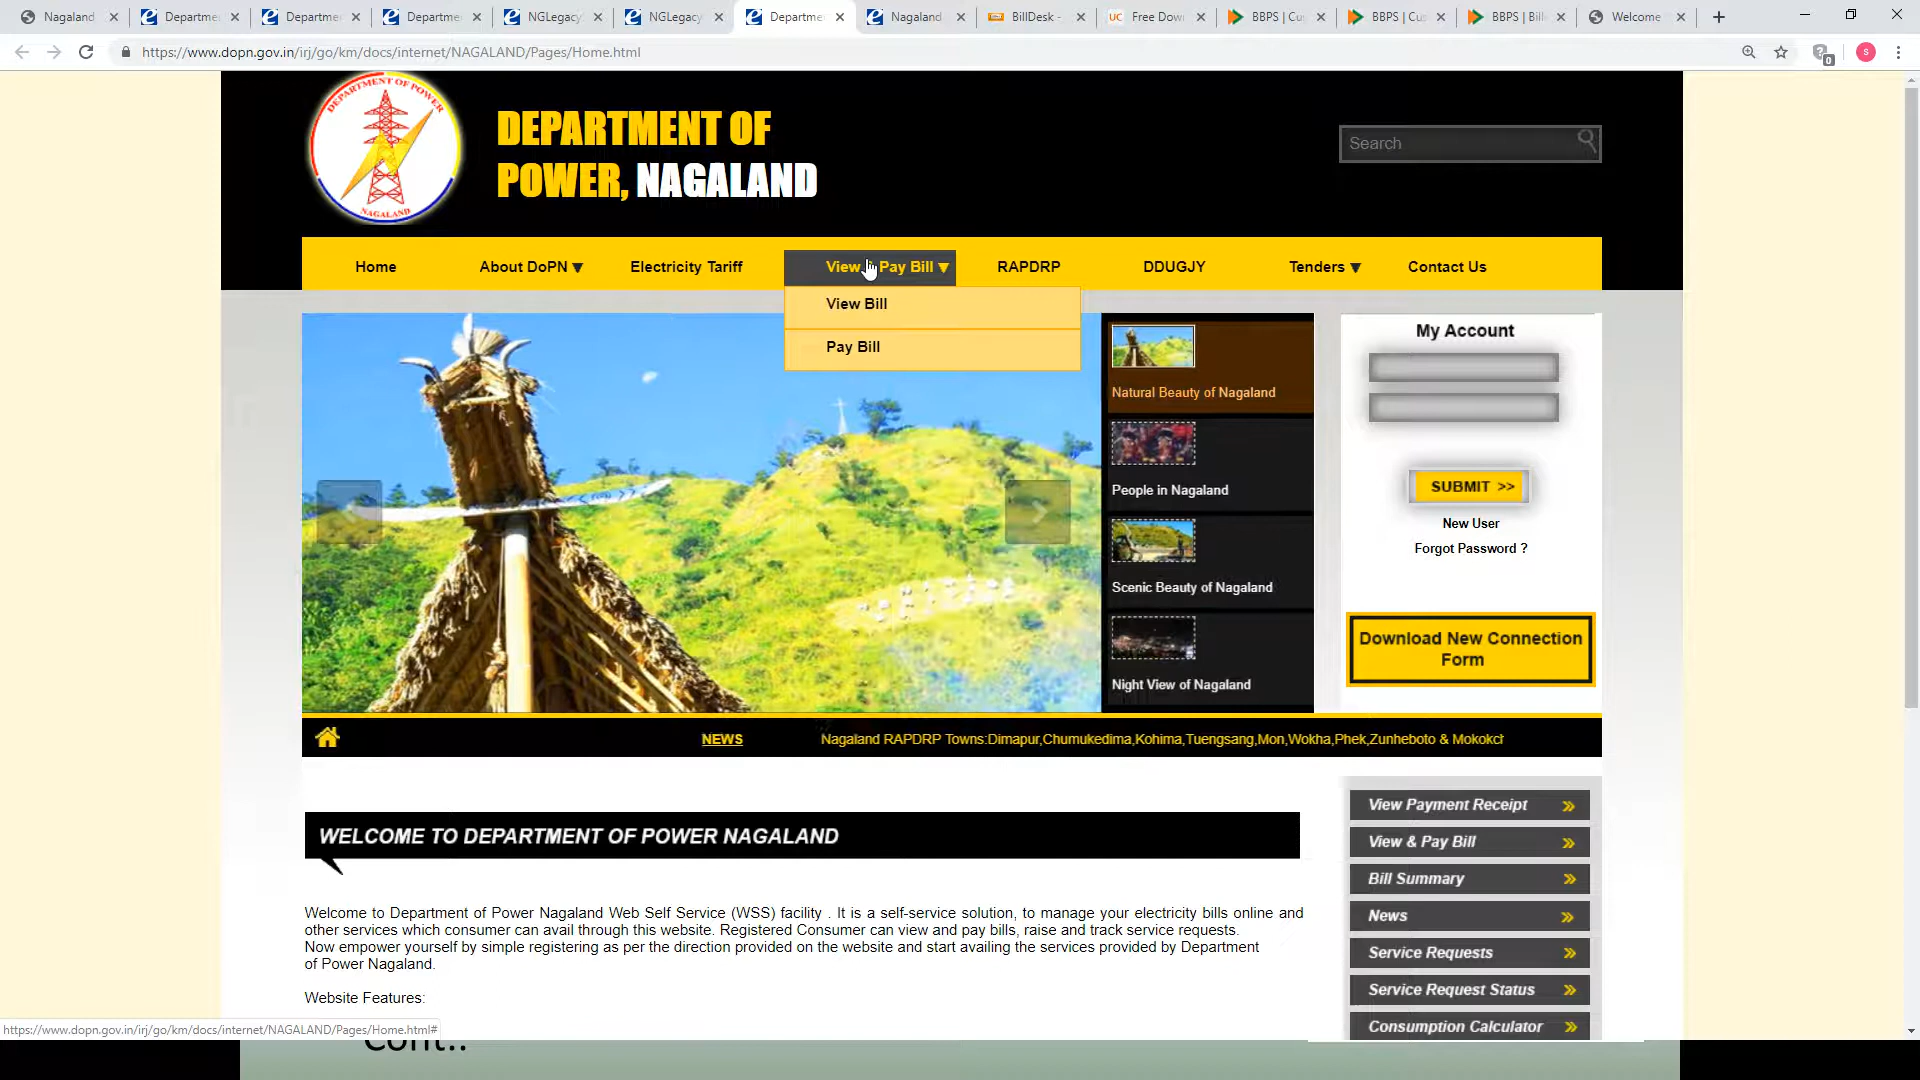 Nagaland
Departme
Departme
Departme
NGLegacy
NGLegacy
Departme
Nagaland
BillDesk -
UC Free Dow
BBPS | Cu
BBPS | Cu
BBPS | Bill
Welcome
https://www.dopn.gov.in/irj/go/km/docs/internet/NAGALAND/Pages/Home.html
0
S
DEPARTMENT OF POWER
NAGALAND
DEPARTMENT OF
POWER, NAGALAND
Search
Home
About DoPN ▼
Electricity Tariff
View & Pay Bill ▼
RAPDRP
DDUGJY
Tenders ▼
Contact Us
View Bill
Pay Bill
Natural Beauty of Nagaland
People in Nagaland
Scenic Beauty of Nagaland
Night View of Nagaland
My Account
SUBMIT >>
New User
Forgot Password ?
Download New Connection
Form
NEWS
Nagaland RAPDRP Towns:Dimapur,Chumukedima,Kohima,Tuengsang,Mon,Wokha,Phek,Zunheboto & Mokokch
WELCOME TO DEPARTMENT OF POWER NAGALAND
Welcome to Department of Power Nagaland Web Self Service (WSS) facility . It is a self-service solution, to manage your electricity bills online and
other services which consumer can avail through this website. Registered Consumer can view and pay bills, raise and track service requests.
Now empower yourself by simple registering as per the direction provided on the website and start availing the services provided by Department
of Power Nagaland.
Website Features:
View Payment Receipt
View & Pay Bill
Bill Summary
News
Service Requests
Service Request Status
Consumption Calculator
https://www.dopn.gov.in/irj/go/km/docs/internet/NAGALAND/Pages/Home.html#
Cont..